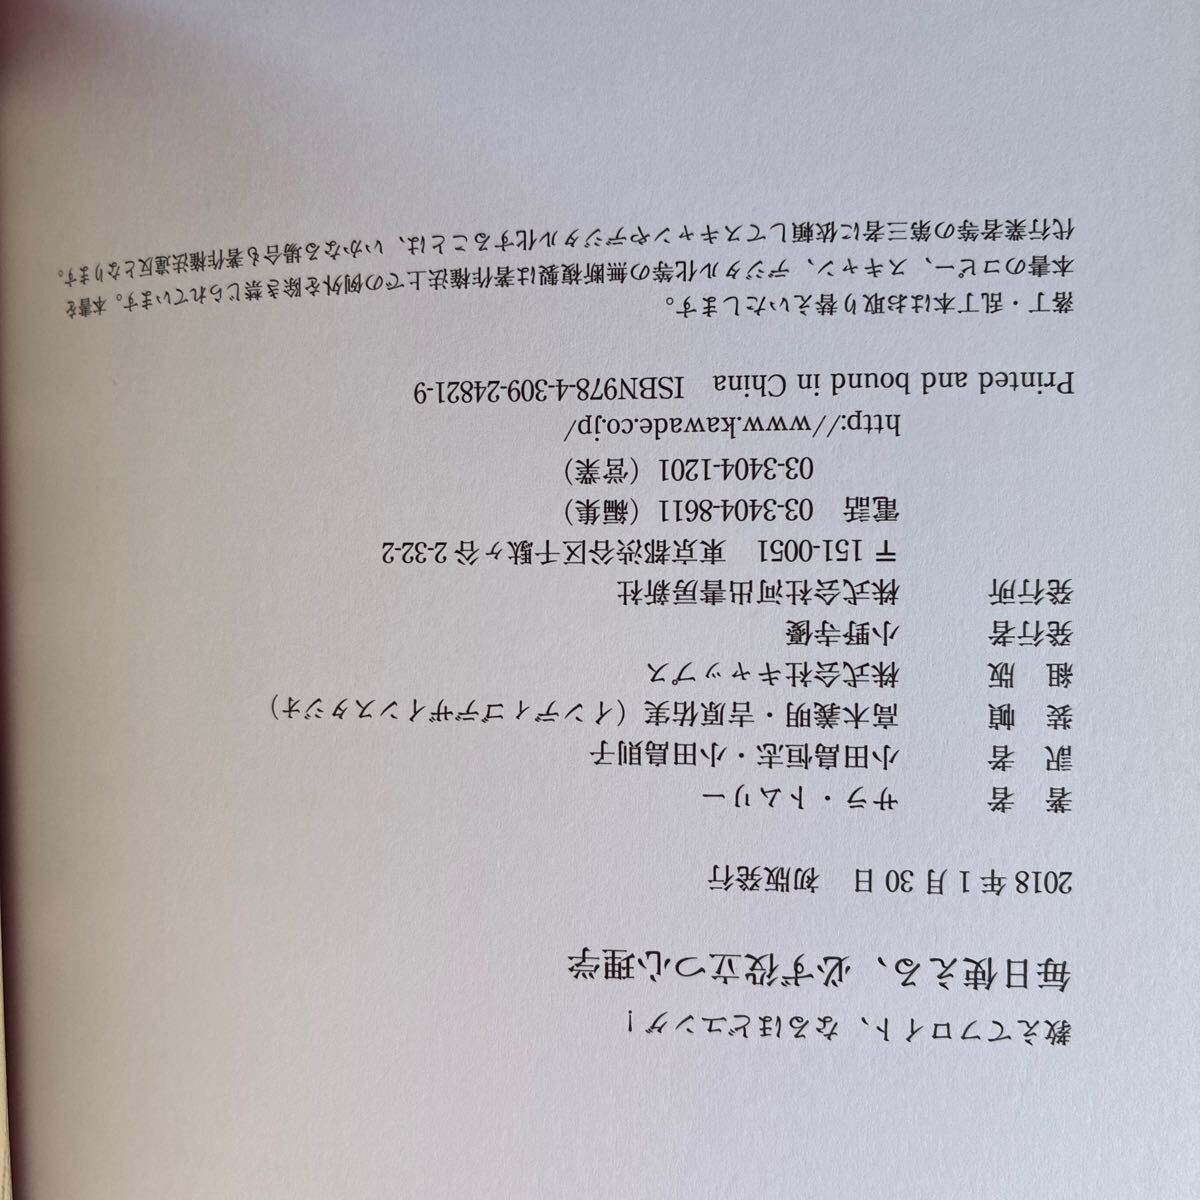 教えてフロイト、なるほどユング！
毎日使える、必ず役立つ心理学
2018年1月30日　初版発行
著　者　サラ・トムリー
訳　者　小田島恒志・小田島則子
装　幀　高木義明・吉原佑実（インディゴデザインスタジオ）
組　版　株式会社キャップス
発行者　小野寺優
発行所　株式会社河出書房新社
〒151-0051　東京都渋谷区千駄ヶ谷2-32-2
電話　03-3404-8611（編集）
03-3404-1201（営業）
http://www.kawade.co.jp/
Printed and bound in China　ISBN978-4-309-24821-9
落丁・乱丁本はお取り替えいたします。
本書のコピー、スキャン、デジタル化等の無断複製は著作権法上での例外を除き禁じられています。本書を
代行業者等の第三者に依頼してスキャンやデジタル化することは、いかなる場合も著作権法違反となります。